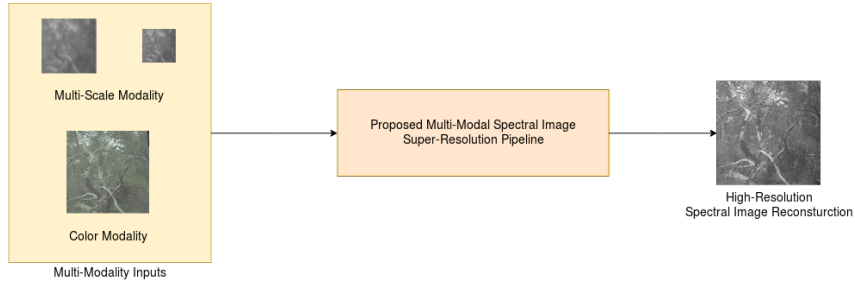 Multi-Scale Modality
Color Modality
Multi-Modality Inputs
Proposed Multi-Modal Spectral Image
Super-Resolution Pipeline
High-Resolution
Spectral Image Reconsturction